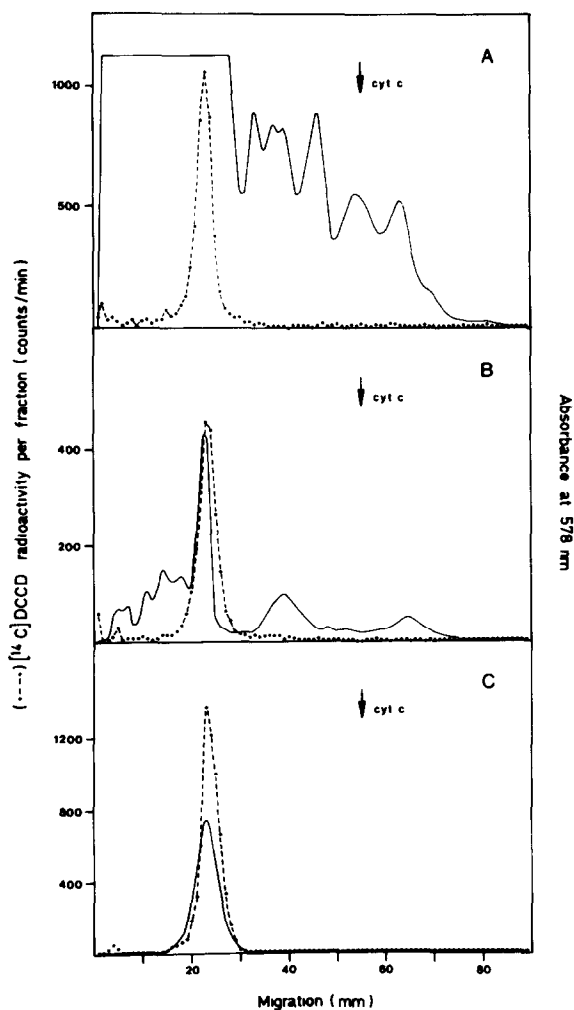 A
cyt c
1000
500
B
cyt c
400
200
C
cyt c
1200
800
400
20
40
60
80
Migration (mm)
(·---·) [¹⁴C]DCCD radioactivity per fraction (counts/min)
Absorbance at 578 nm